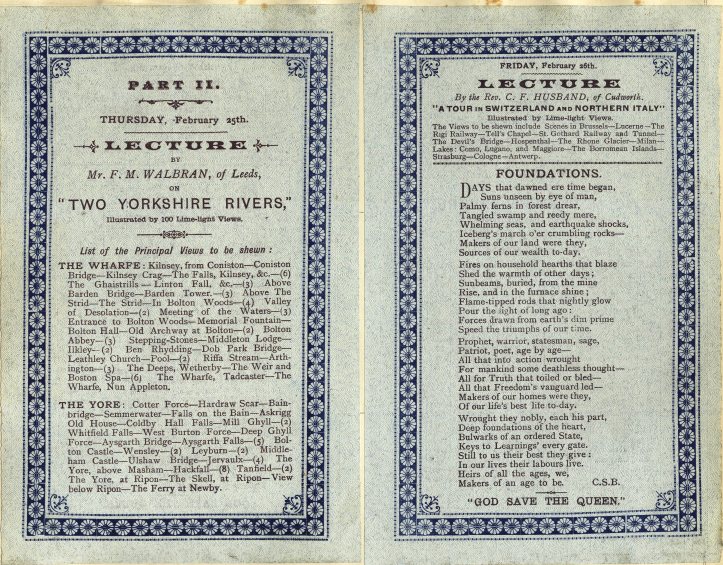 PART II.
THURSDAY, February 25th.
LECTURE
BY
Mr. F. M. WALBRAN, of Leeds,
ON
"TWO YORKSHIRE RIVERS,"
Illustrated by 100 Lime-light Views.
List of the Principal Views to be shewn:
THE WHARFE: Kilnsey, from Coniston—Coniston
Bridge—Kilnsey Crag—The Falls, Kilnsey, &c.—(6)
The Ghaistrills—Linton Fall, &c.—(3) Above
Barden Bridge—Barden Tower.—(3) Above The
Strid—The Strid—In Bolton Woods—(4) Valley
of Desolation—(2) Meeting of the Waters—(3)
Entrance to Bolton Woods—Memorial Fountain—
Bolton Hall—Old Archway at Bolton—(2) Bolton
Abbey—(3) Stepping-Stones—Middleton Lodge—
Ilkley—(2) Ben Rhydding—Dob Park Bridge—
Leathley Church—Pool—(2) Riffa Stream—Arth-
ington—(3) The Deeps, Wetherby—The Weir and
Boston Spa—(6) The Wharfe, Tadcaster—The
Wharfe, Nun Appleton.
THE YORE: Cotter Force—Hardraw Scar—Bain-
bridge—Semmerwater—Falls on the Bain—Askrigg
Old House—Coldby Hall Falls—Mill Ghyll—(2)
Whitfield Falls—West Burton Force—Deep Ghyll
Force—Aysgarth Bridge—Aysgarth Falls—(5) Bol-
ton Castle—Wensley—(2) Leyburn—(2) Middle-
ham Castle—Ulshaw Bridge—Jervaulx—(4) The
Yore, above Masham—Hackfall—(8) Tanfield—(2)
The Yore, at Ripon—The Skell, at Ripon—View
below Ripon—The Ferry at Newby.
FRIDAY, February 26th.
LECTURE
By the Rev. C. F. HUSBAND, of Cudworth.
"A TOUR IN SWITZERLAND AND NORTHERN ITALY"
Illustrated by Lime-light Views.
The Views to be shewn include Scenes in Brussels—Lucerne—The
Rigi Railway—Tell's Chapel—St. Gothard Railway and Tunnel—
The Devil's Bridge—Hospenthal—The Rhone Glacier—Milan—
Lakes: Como, Lugano, and Maggiore—The Borromean Islands—
Strasburg—Cologne—Antwerp.
FOUNDATIONS.
DAYS that dawned ere time began,
Suns unseen by eye of man,
Palmy ferns in forest drear,
Tangled swamp and reedy mere,
Whelming seas, and earthquake shocks,
Iceberg's march o'er crumbling rocks—
Makers of our land were they,
Sources of our wealth to-day.
Fires on household hearths that blaze
Shed the warmth of other days;
Sunbeams, buried, from the mine
Rise, and in the furnace shine;
Flame-tipped rods that nightly glow
Pour the light of long ago:
Forces drawn from earth's dim prime
Speed the triumphs of our time.
Prophet, warrior, statesman, sage,
Patriot, poet, age by age—
All that into action wrought
For mankind some deathless thought—
All for Truth that toiled or bled—
All that Freedom's vanguard led—
Makers of our homes were they,
Of our life's best life to-day.
Wrought they nobly, each his part,
Deep foundations of the heart,
Bulwarks of an ordered State,
Keys to Learnings' every gate.
Still to us their best they give:
In our lives their labours live.
Heirs of all the ages, we,
Makers of an age to be. C.S.B.
"GOD SAVE THE QUEEN."